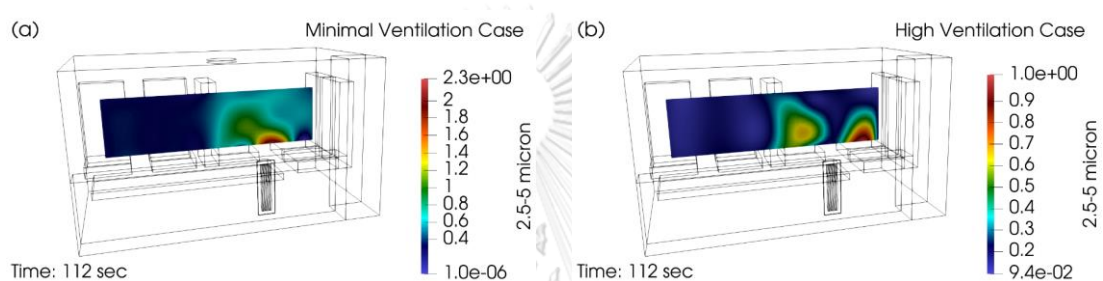 (a)
Minimal Ventilation Case
2.3e+00
2
1.6
1.4
1.2
1
0.8
0.6
0.4
1.0e-06
2.5-5 micron
Time: 112 sec
(b)
High Ventilation Case
1.0e+00
0.9
0.8
0.7
0.6
0.5
0.4
0.3
0.2
9.4e-02
2.5-5 micron
Time: 112 sec